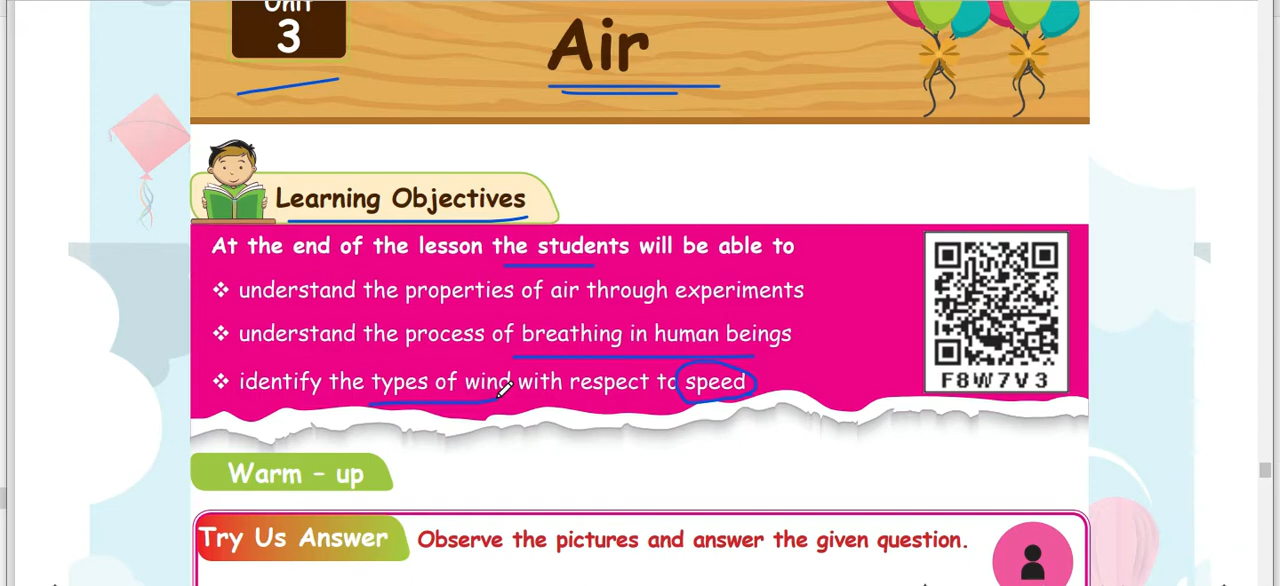 Unit
3
Air
Learning Objectives
At the end of the lesson the students will be able to
❖ understand the properties of air through experiments
❖ understand the process of breathing in human beings
❖ identify the types of wind with respect to speed
F8W7V3
Warm - up
Try Us Answer
Observe the pictures and answer the given question.